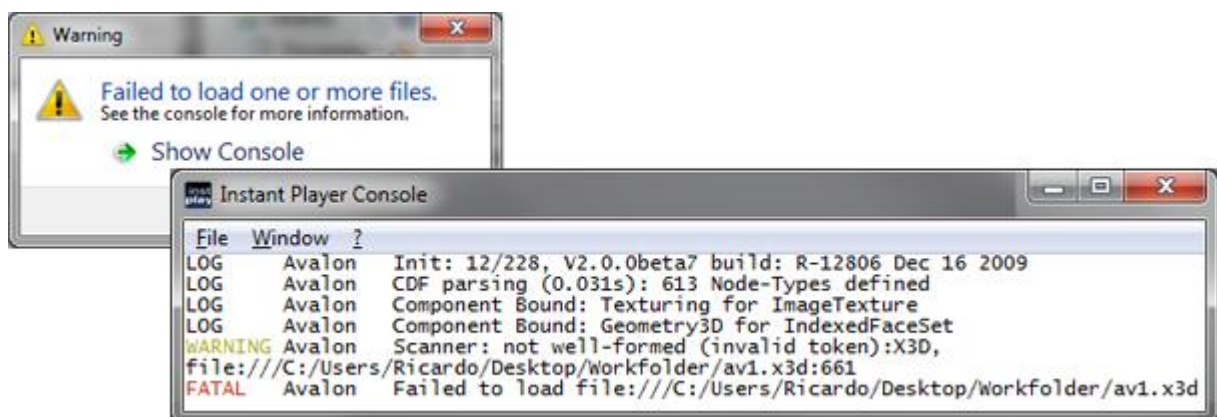 Warning
Failed to load one or more files.
See the console for more information.
Show Console
inst play
Instant Player Console
File Window ?
LOG Avalon Init: 12/228, V2.0.0beta7 build: R-12806 Dec 16 2009
LOG Avalon CDF parsing (0.031s): 613 Node-Types defined
LOG Avalon Component Bound: Texturing for ImageTexture
LOG Avalon Component Bound: Geometry3D for IndexedFaceSet
WARNING Avalon Scanner: not well-formed (invalid token):X3D,
file:///C:/Users/Ricardo/Desktop/Workfolder/av1.x3d:661
FATAL Avalon Failed to load file:///C:/Users/Ricardo/Desktop/Workfolder/av1.x3d